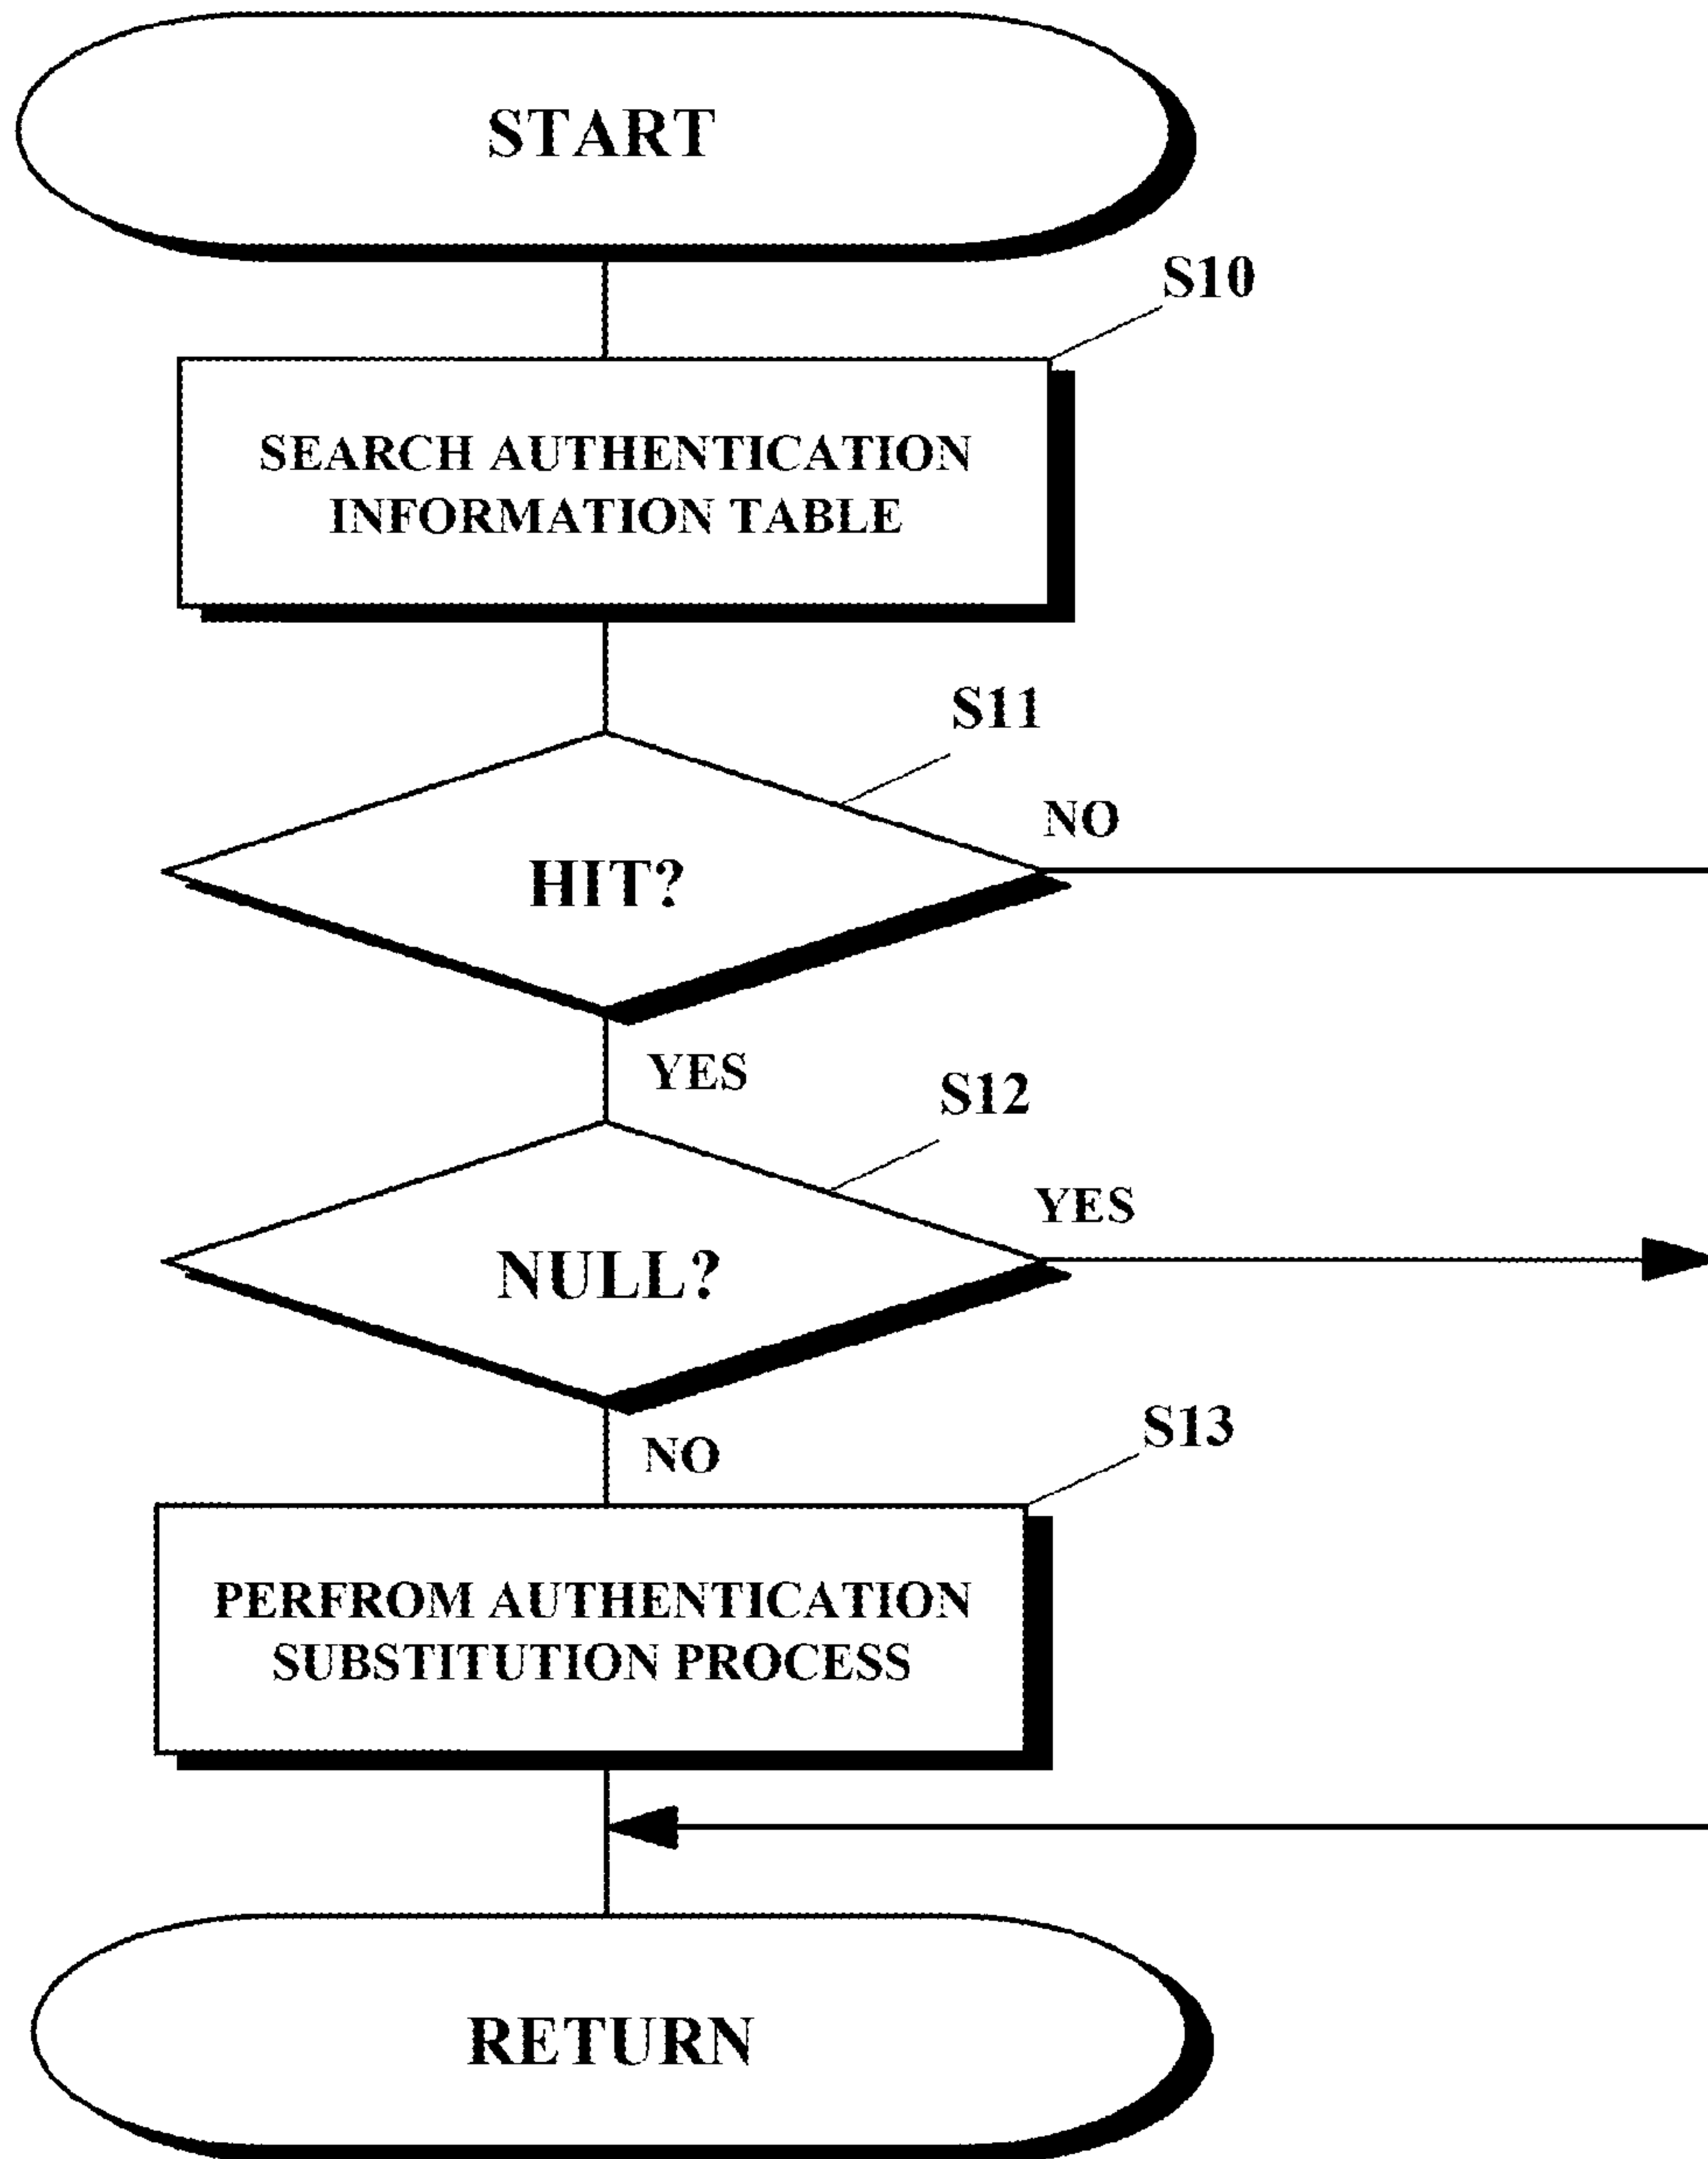 START
S10
SEARCH AUTHENTICATION
INFORMATION TABLE
S11
NO
HIT?
YES
S12
YES
NULL?
NO
S13
PERFROM AUTHENTICATION
SUBSTITUTION PROCESS
RETURN